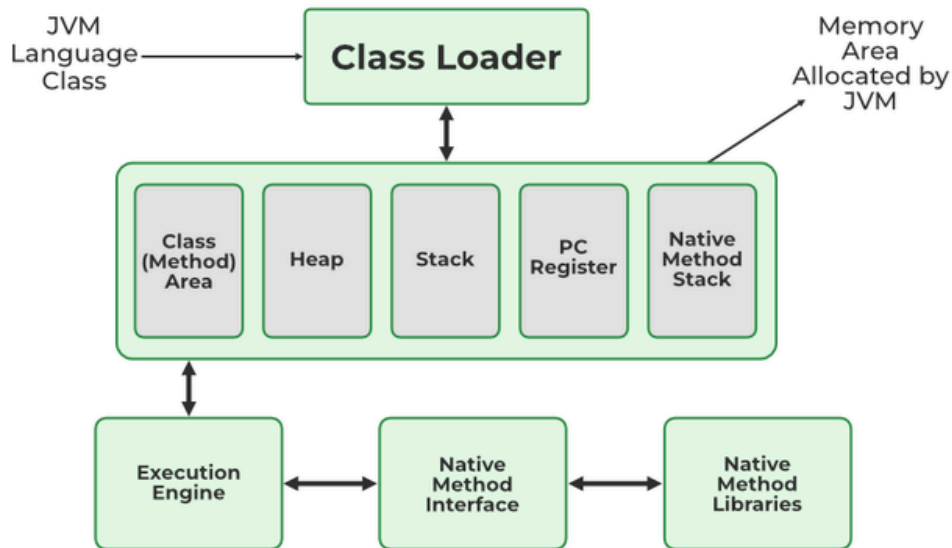 JVM
Language
Class
Class Loader
Memory
Area
Allocated by
JVM
Class
(Method)
Area
Heap
Stack
PC
Register
Native
Method
Stack
Execution
Engine
Native
Method
Interface
Native
Method
Libraries